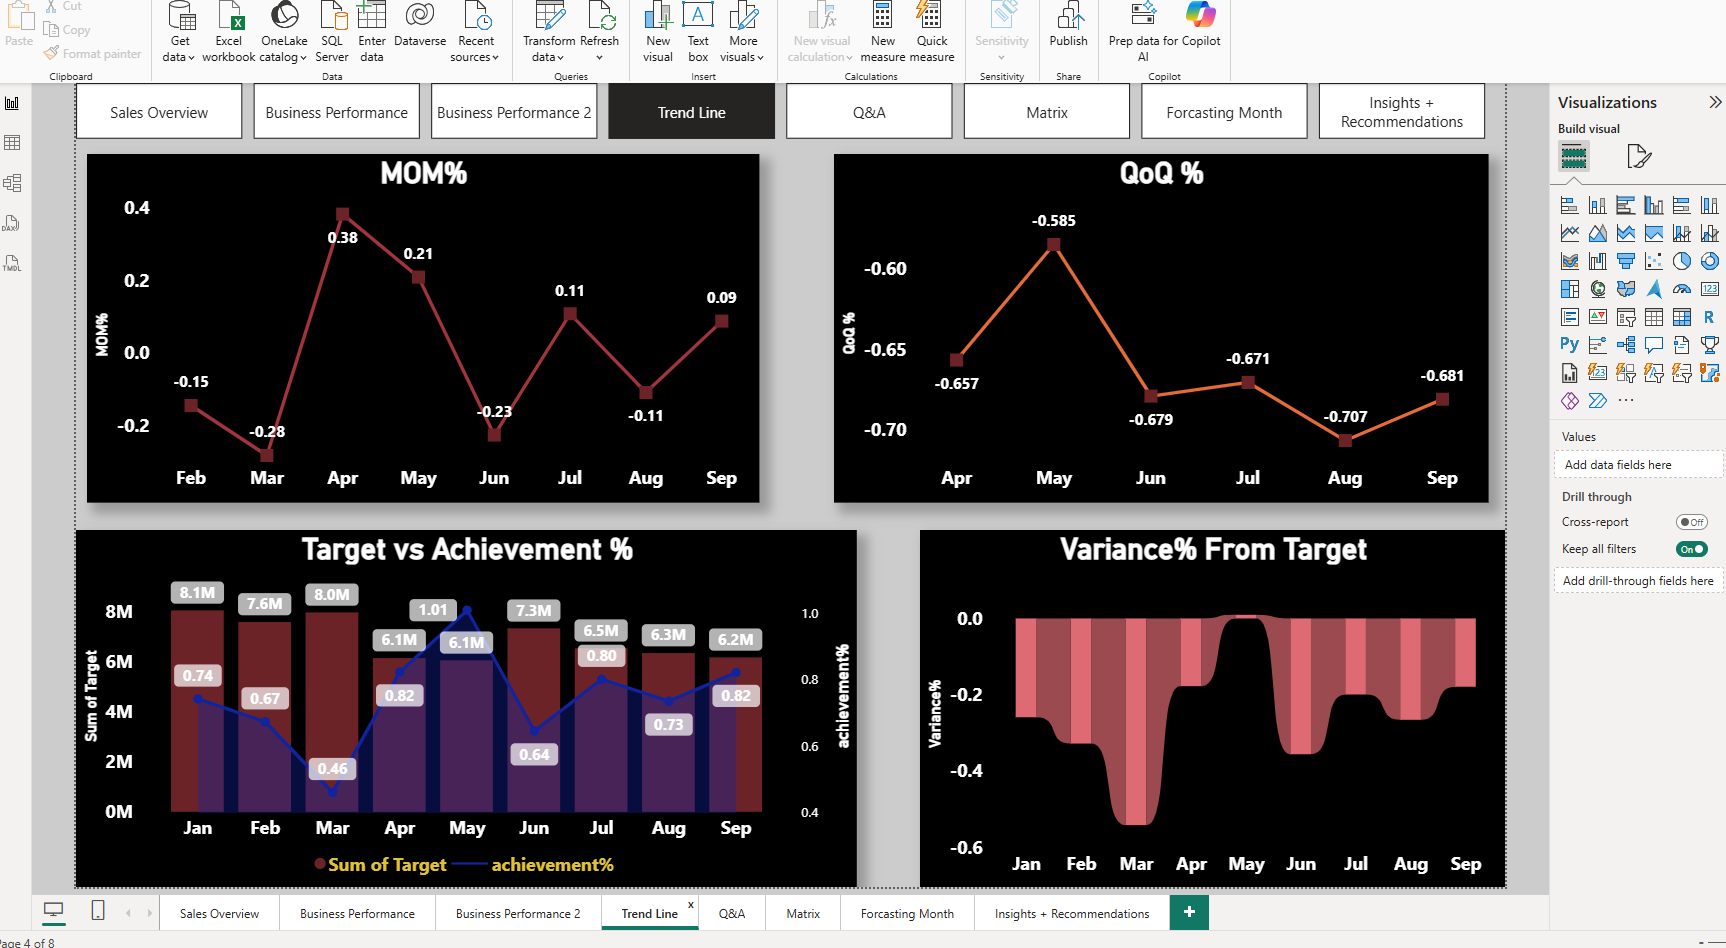 Paste
Cut
Copy
Format painter
Clipboard
Get data
Excel workbook
OneLake catalog
SQL Server
Enter data
Dataverse
Recent sources
Data
Transform data
Refresh
Queries
New visual
Text box
More visuals
Insert
New visual calculation
New measure
Quick measure
Calculations
Sensitivity
Sensitivity
Publish
Share
Prep data for AI
Copilot
Copilot
Sales Overview
Business Performance
Business Performance 2
Trend Line
Q&A
Matrix
Forcasting Month
Insights + Recommendations
MOM%
MOM%
0.4
0.2
0.0
-0.2
-0.15
-0.28
0.38
0.21
-0.23
0.11
-0.11
0.09
Feb Mar Apr May Jun Jul Aug Sep
QoQ %
QoQ %
-0.60
-0.65
-0.70
-0.657
-0.585
-0.679
-0.671
-0.707
-0.681
Apr May Jun Jul Aug Sep
Target vs Achievement %
Sum of Target
8M
6M
4M
2M
0M
8.1M
7.6M
8.0M
6.1M
6.1M
7.3M
6.5M
6.3M
6.2M
0.74
0.67
0.46
0.82
1.01
0.64
0.80
0.73
0.82
1.0
0.8
0.6
0.4
achievement%
Jan Feb Mar Apr May Jun Jul Aug Sep
Sum of Target achievement%
Variance% From Target
Variance%
0.0
-0.2
-0.4
-0.6
Jan Feb Mar Apr May Jun Jul Aug Sep
Visualizations
Build visual
123
R
Py
123
Values
Add data fields here
Drill through
Cross-report
Off
Keep all filters
On
Add drill-through fields here
DAX
TMDL
Sales Overview
Business Performance
Business Performance 2
Trend Line
x
Q&A
Matrix
Forcasting Month
Insights + Recommendations
+
Page 4 of 8